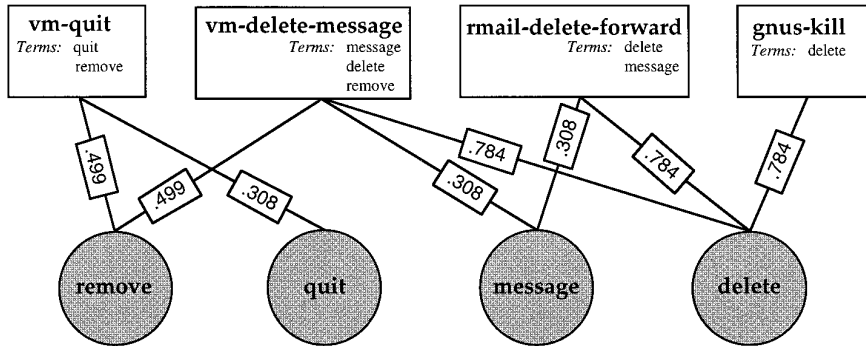 vm-quit
Terms: quit
remove
vm-delete-message
Terms: message
delete
remove
rmail-delete-forward
Terms: delete
message
gnus-kill
Terms: delete
.499
.499
.308
.784
.308
.308
.784
.784
remove
quit
message
delete